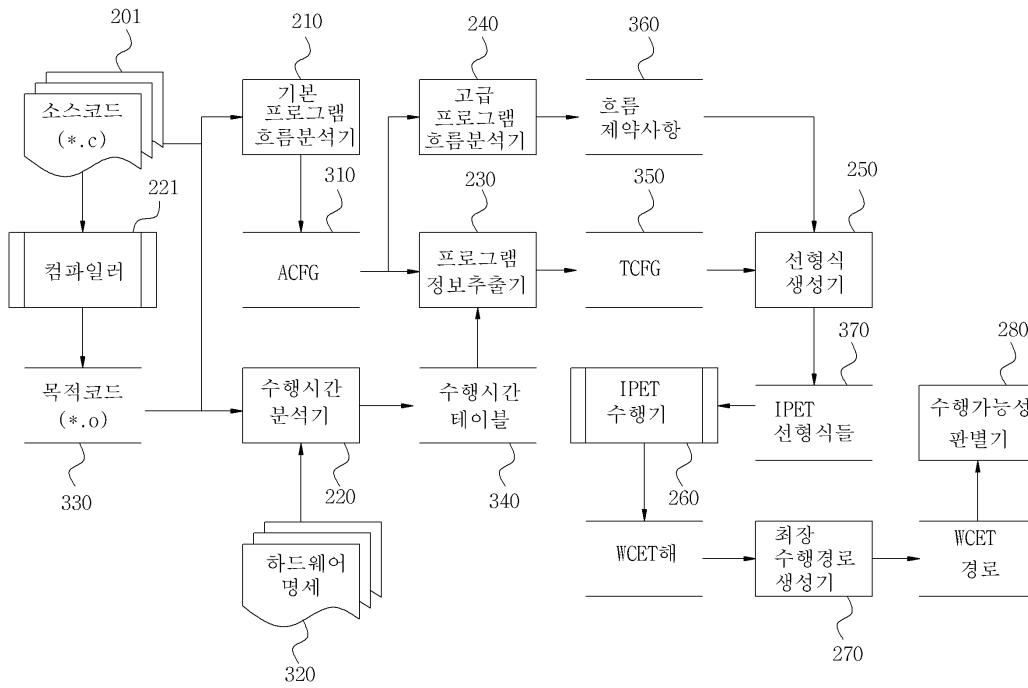 201
210
240
360
소스코드
(*.c)
기본
프로그램
흐름분석기
고급
프로그램
흐름분석기
흐름
제약사항
221
310
230
350
250
컴파일러
ACFG
프로그램
정보추출기
TCFG
선형식
생성기
370
280
목적코드
(*.o)
수행시간
분석기
수행시간
테이블
IPET
수행기
IPET
선형식들
수행가능성
판별기
330
220
340
260
하드웨어
명세
WCET해
최장
수행경로
생성기
WCET
경로
320
270